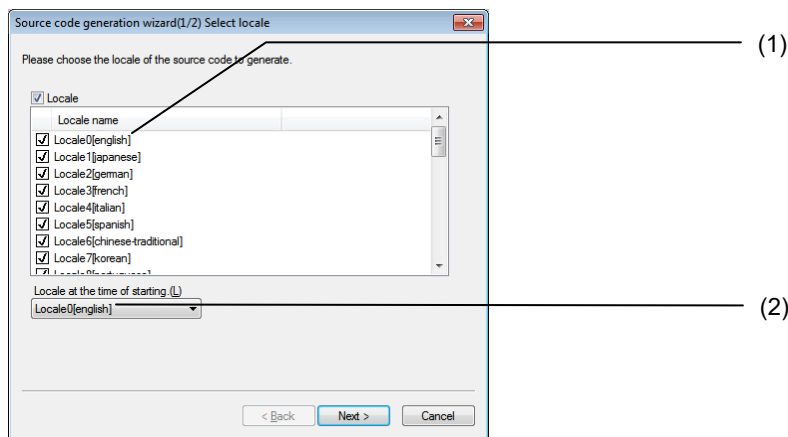 Source code generation wizard(1/2) Select locale
(1)
Please choose the locale of the source code to generate.
Locale
Locale name
Locale0[english]
Locale1[japanese]
Locale2[german]
Locale3[french]
Locale4[italian]
Locale5[spanish]
Locale6[chinese-traditional]
Locale7[korean]
Locale at the time of starting.(L)
Locale0[english]
(2)
< Back Next > Cancel